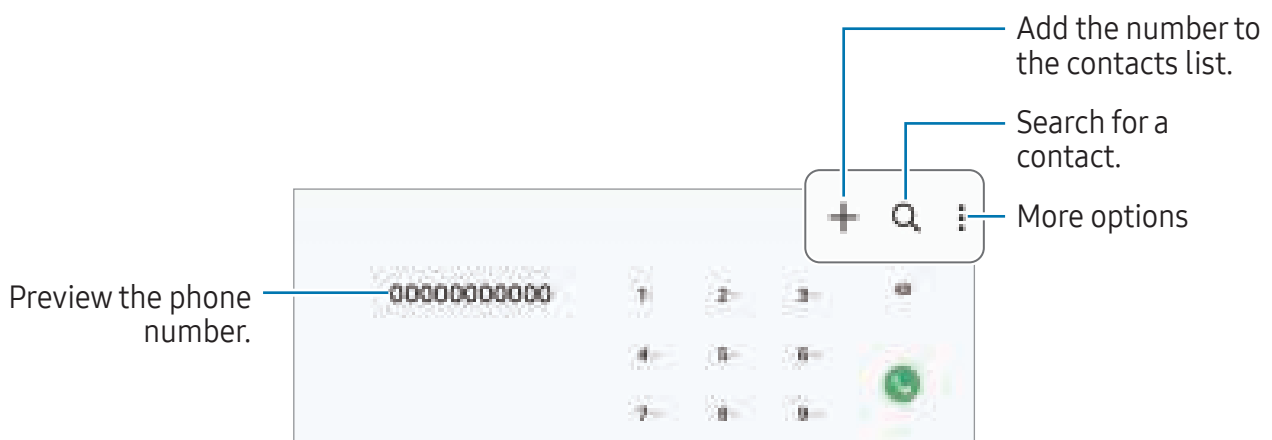 Add the number to
the contacts list.
Search for a
contact.
More options
Preview the phone
number.
00000000000
1 2 3
4 5 6
7 8 9